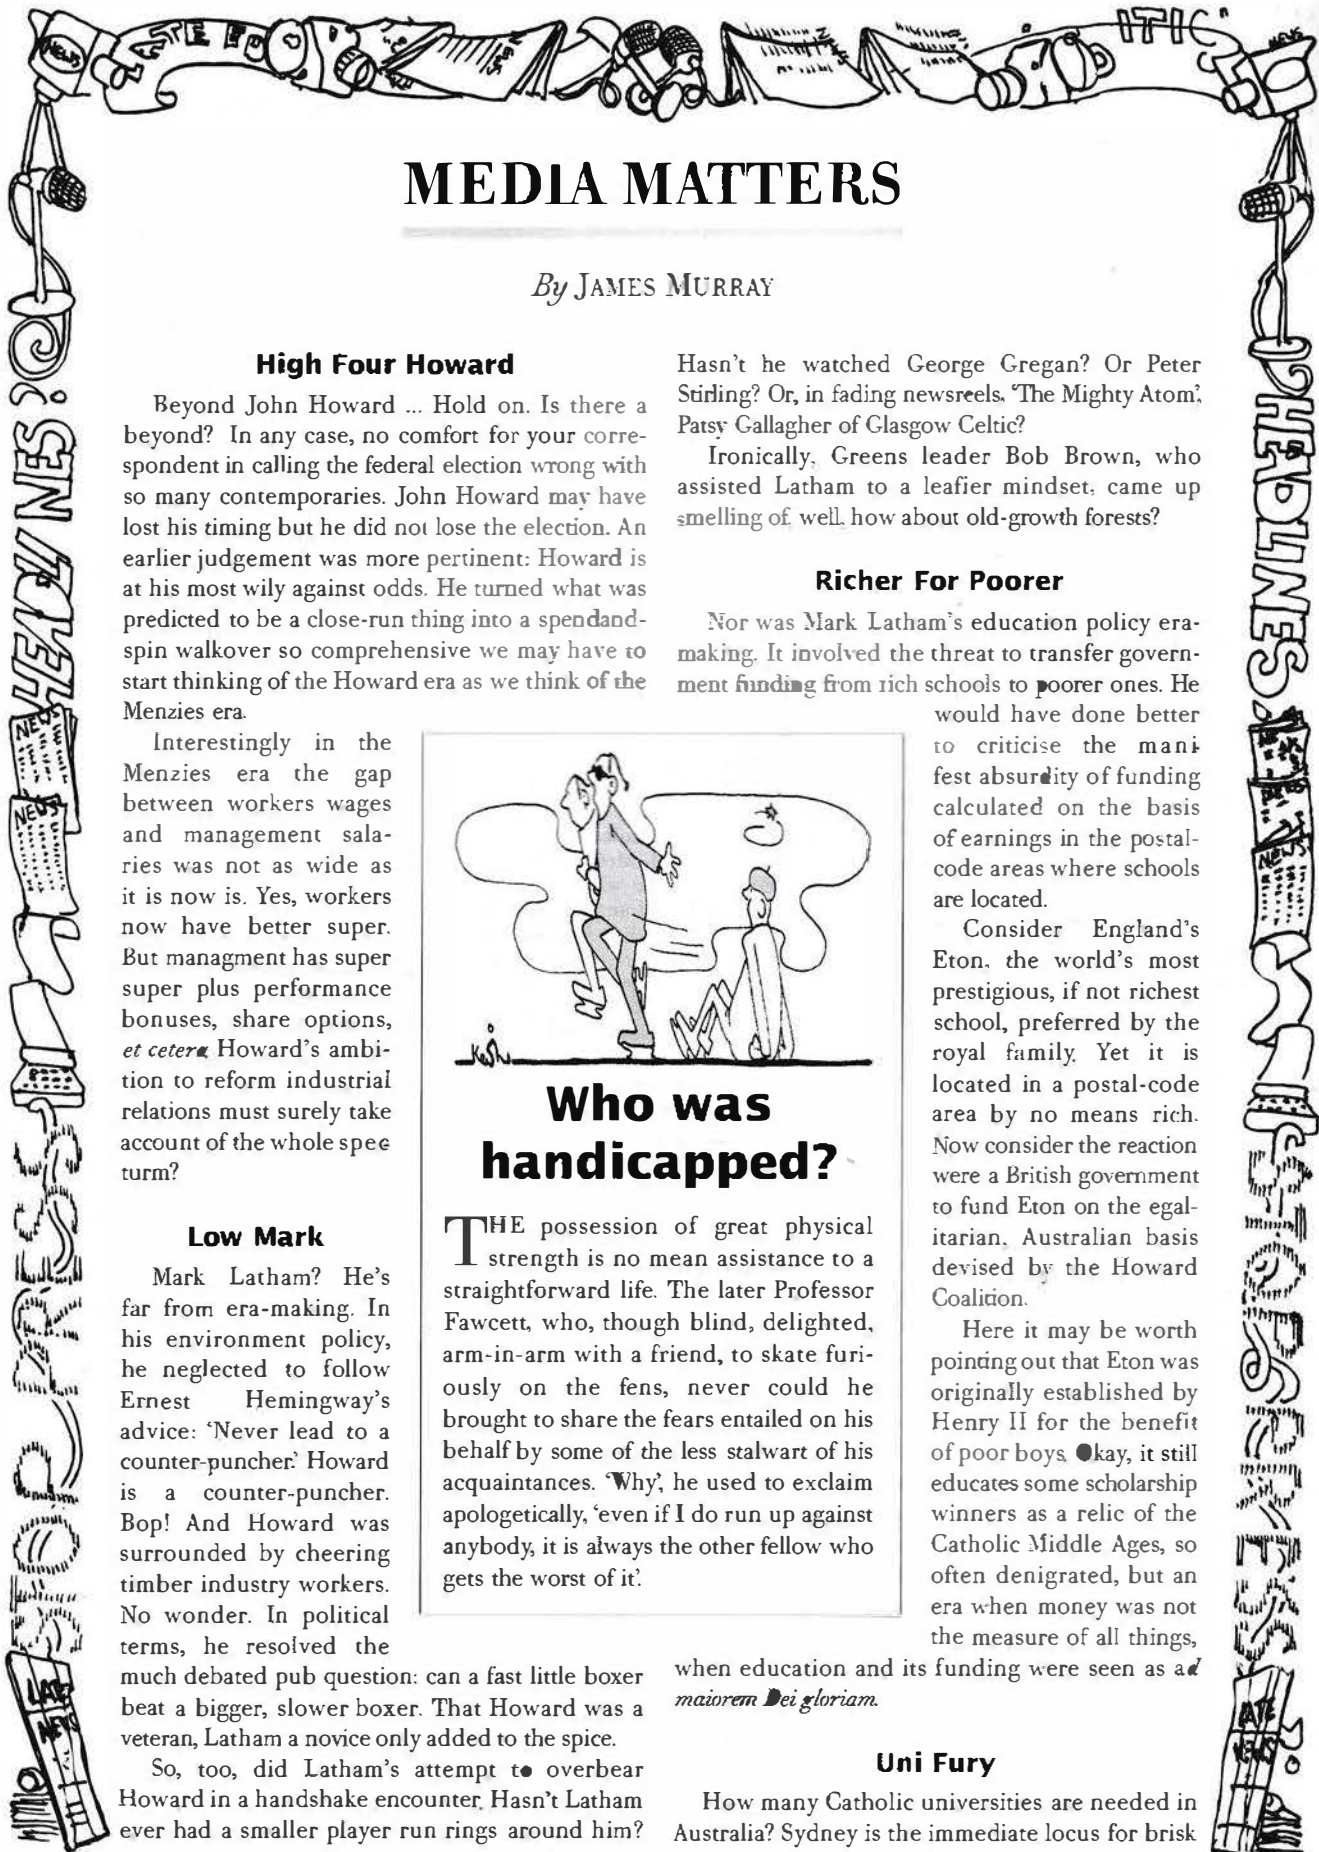 MEDIA MATTERS
By JAMES MURRAY
High Four Howard
Beyond John Howard ... Hold on. Is there a
beyond? In any case, no comfort for your corre-
spondent in calling the federal election wrong with
so many contemporaries. John Howard may have
lost his timing but he did not lose the election. An
earlier judgement was more pertinent: Howard is
at his most wily against odds. He turned what was
predicted to be a close-run thing into a spendand-
spin walkover so comprehensive we may have to
start thinking of the Howard era as we think of the
Menzies era.
Interestingly in the
Menzies era the gap
between workers wages
and management sala-
ries was not as wide as
it is now is. Yes, workers
now have better super.
But managment has super
super plus performance
bonuses, share options,
et cetera Howard's ambi-
tion to reform industrial
relations must surely take
account of the whole spec
turm?
Low Mark
Mark Latham? He's
far from era-making. In
his environment policy,
he neglected to follow
Ernest Hemingway's
advice: 'Never lead to a
counter-puncher.' Howard
is a counter-puncher.
Bop! And Howard was
surrounded by cheering
timber industry workers.
No wonder. In political
terms, he resolved the
much debated pub question: can a fast little boxer
beat a bigger, slower boxer. That Howard was a
veteran, Latham a novice only added to the spice.
So, too, did Latham's attempt to overbear
Howard in a handshake encounter. Hasn't Latham
ever had a smaller player run rings around him?
Hasn't he watched George Gregan? Or Peter
Stirling? Or, in fading newsreels, 'The Mighty Atom',
Patsy Gallagher of Glasgow Celtic?
Ironically, Greens leader Bob Brown, who
assisted Latham to a leafier mindset, came up
smelling of, well, how about old-growth forests?
Richer For Poorer
Nor was Mark Latham's education policy era-
making. It involved the threat to transfer govern-
ment funding from rich schools to poorer ones. He
would have done better
to criticise the mani-
fest absurdity of funding
calculated on the basis
of earnings in the postal-
code areas where schools
are located.
Consider England's
Eton, the world's most
prestigious, if not richest
school, preferred by the
royal family. Yet it is
located in a postal-code
area by no means rich.
Now consider the reaction
were a British government
to fund Eton on the egal-
itarian, Australian basis
devised by the Howard
Coalition.
Here it may be worth
pointing out that Eton was
originally established by
Henry II for the benefit
of poor boys. Okay, it still
educates some scholarship
winners as a relic of the
Catholic Middle Ages, so
often denigrated, but an
era when money was not
the measure of all things,
when education and its funding were seen as ad
maiorem Dei gloriam.
Uni Fury
How many Catholic universities are needed in
Australia? Sydney is the immediate locus for brisk
Kesh
Who was
handicapped?
THE possession of great physical
strength is no mean assistance to a
straightforward life. The later Professor
Fawcett, who, though blind, delighted,
arm-in-arm with a friend, to skate furi-
ously on the fens, never could he
brought to share the fears entailed on his
behalf by some of the less stalwart of his
acquaintances. 'Why', he used to exclaim
apologetically, 'even if I do run up against
anybody, it is always the other fellow who
gets the worst of it'.
NEWS
NEWS
HEADLINES
HEADLINES
NEWS
NEWS
NEWS
STOP PRESS
STOP PRESS
LATE
NEWS
LATE
NEWS